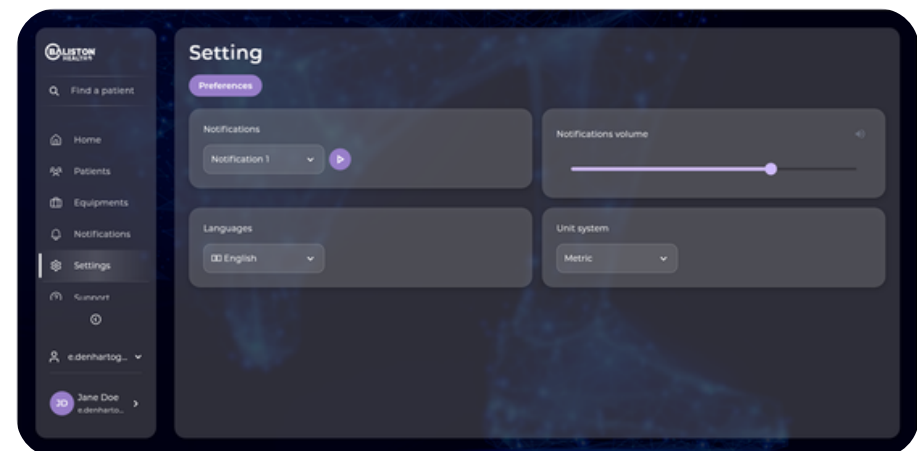 BALISTON
HEALTH
Find a patient
Home
Patients
Equipments
Notifications
Settings
Support
e.denhartog...
JD
Jane Doe
e.denharto...
Setting
Preferences
Notifications
Notification 1
Notifications volume
Languages
English
Unit system
Metric